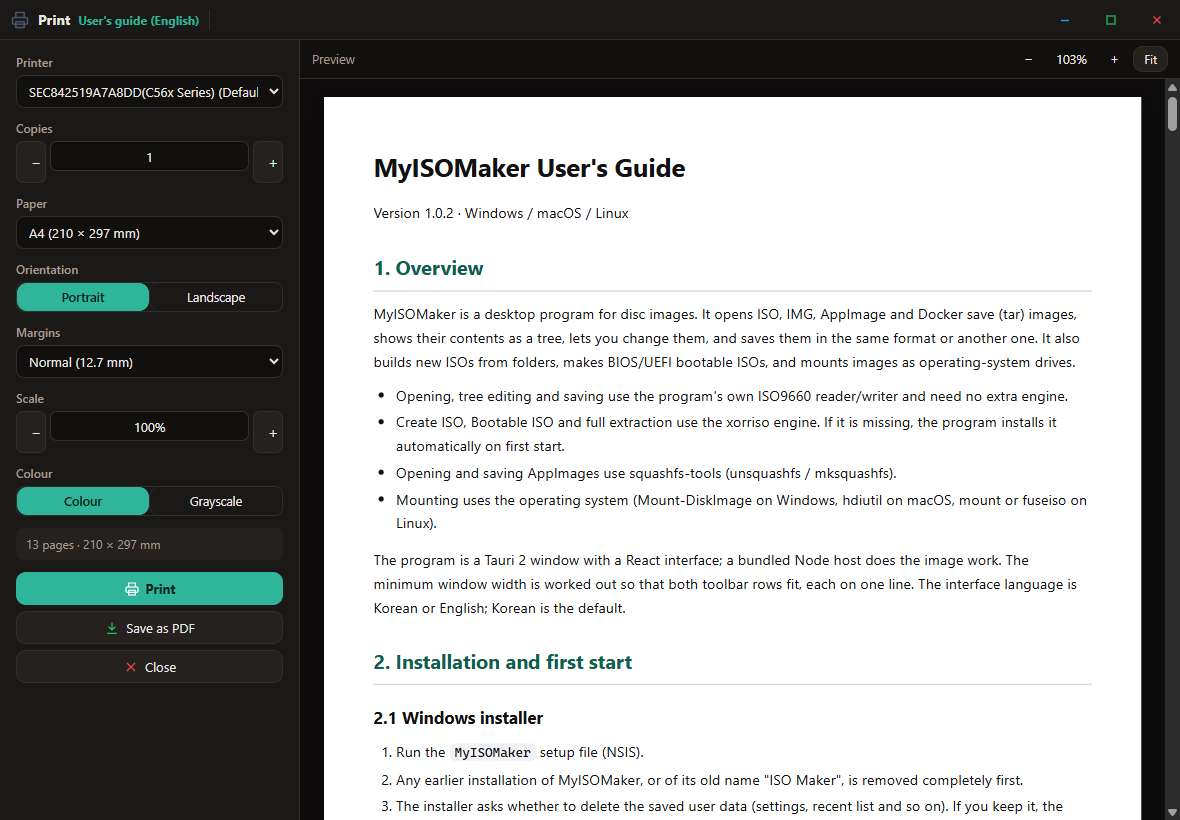 Print User's guide (English)
Printer
SEC842519A7A8DD(C56x Series) (Defaul
Copies
− 1 +
Paper
A4 (210 × 297 mm)
Orientation
Portrait Landscape
Margins
Normal (12.7 mm)
Scale
− 100% +
Colour
Colour Grayscale
13 pages · 210 × 297 mm
Print
Save as PDF
Close
Preview − 103% + Fit
MyISOMaker User's Guide
Version 1.0.2 · Windows / macOS / Linux
1. Overview
MyISOMaker is a desktop program for disc images. It opens ISO, IMG, AppImage and Docker save (tar) images,
shows their contents as a tree, lets you change them, and saves them in the same format or another one. It also
builds new ISOs from folders, makes BIOS/UEFI bootable ISOs, and mounts images as operating-system drives.
• Opening, tree editing and saving use the program's own ISO9660 reader/writer and need no extra engine.
• Create ISO, Bootable ISO and full extraction use the xorriso engine. If it is missing, the program installs it
automatically on first start.
• Opening and saving AppImages use squashfs-tools (unsquashfs / mksquashfs).
• Mounting uses the operating system (Mount-DiskImage on Windows, hdiutil on macOS, mount or fuseiso on
Linux).
The program is a Tauri 2 window with a React interface; a bundled Node host does the image work. The
minimum window width is worked out so that both toolbar rows fit, each on one line. The interface language is
Korean or English; Korean is the default.
2. Installation and first start
2.1 Windows installer
1. Run the MyISOMaker setup file (NSIS).
2. Any earlier installation of MyISOMaker, or of its old name "ISO Maker", is removed completely first.
3. The installer asks whether to delete the saved user data (settings, recent list and so on). If you keep it, the